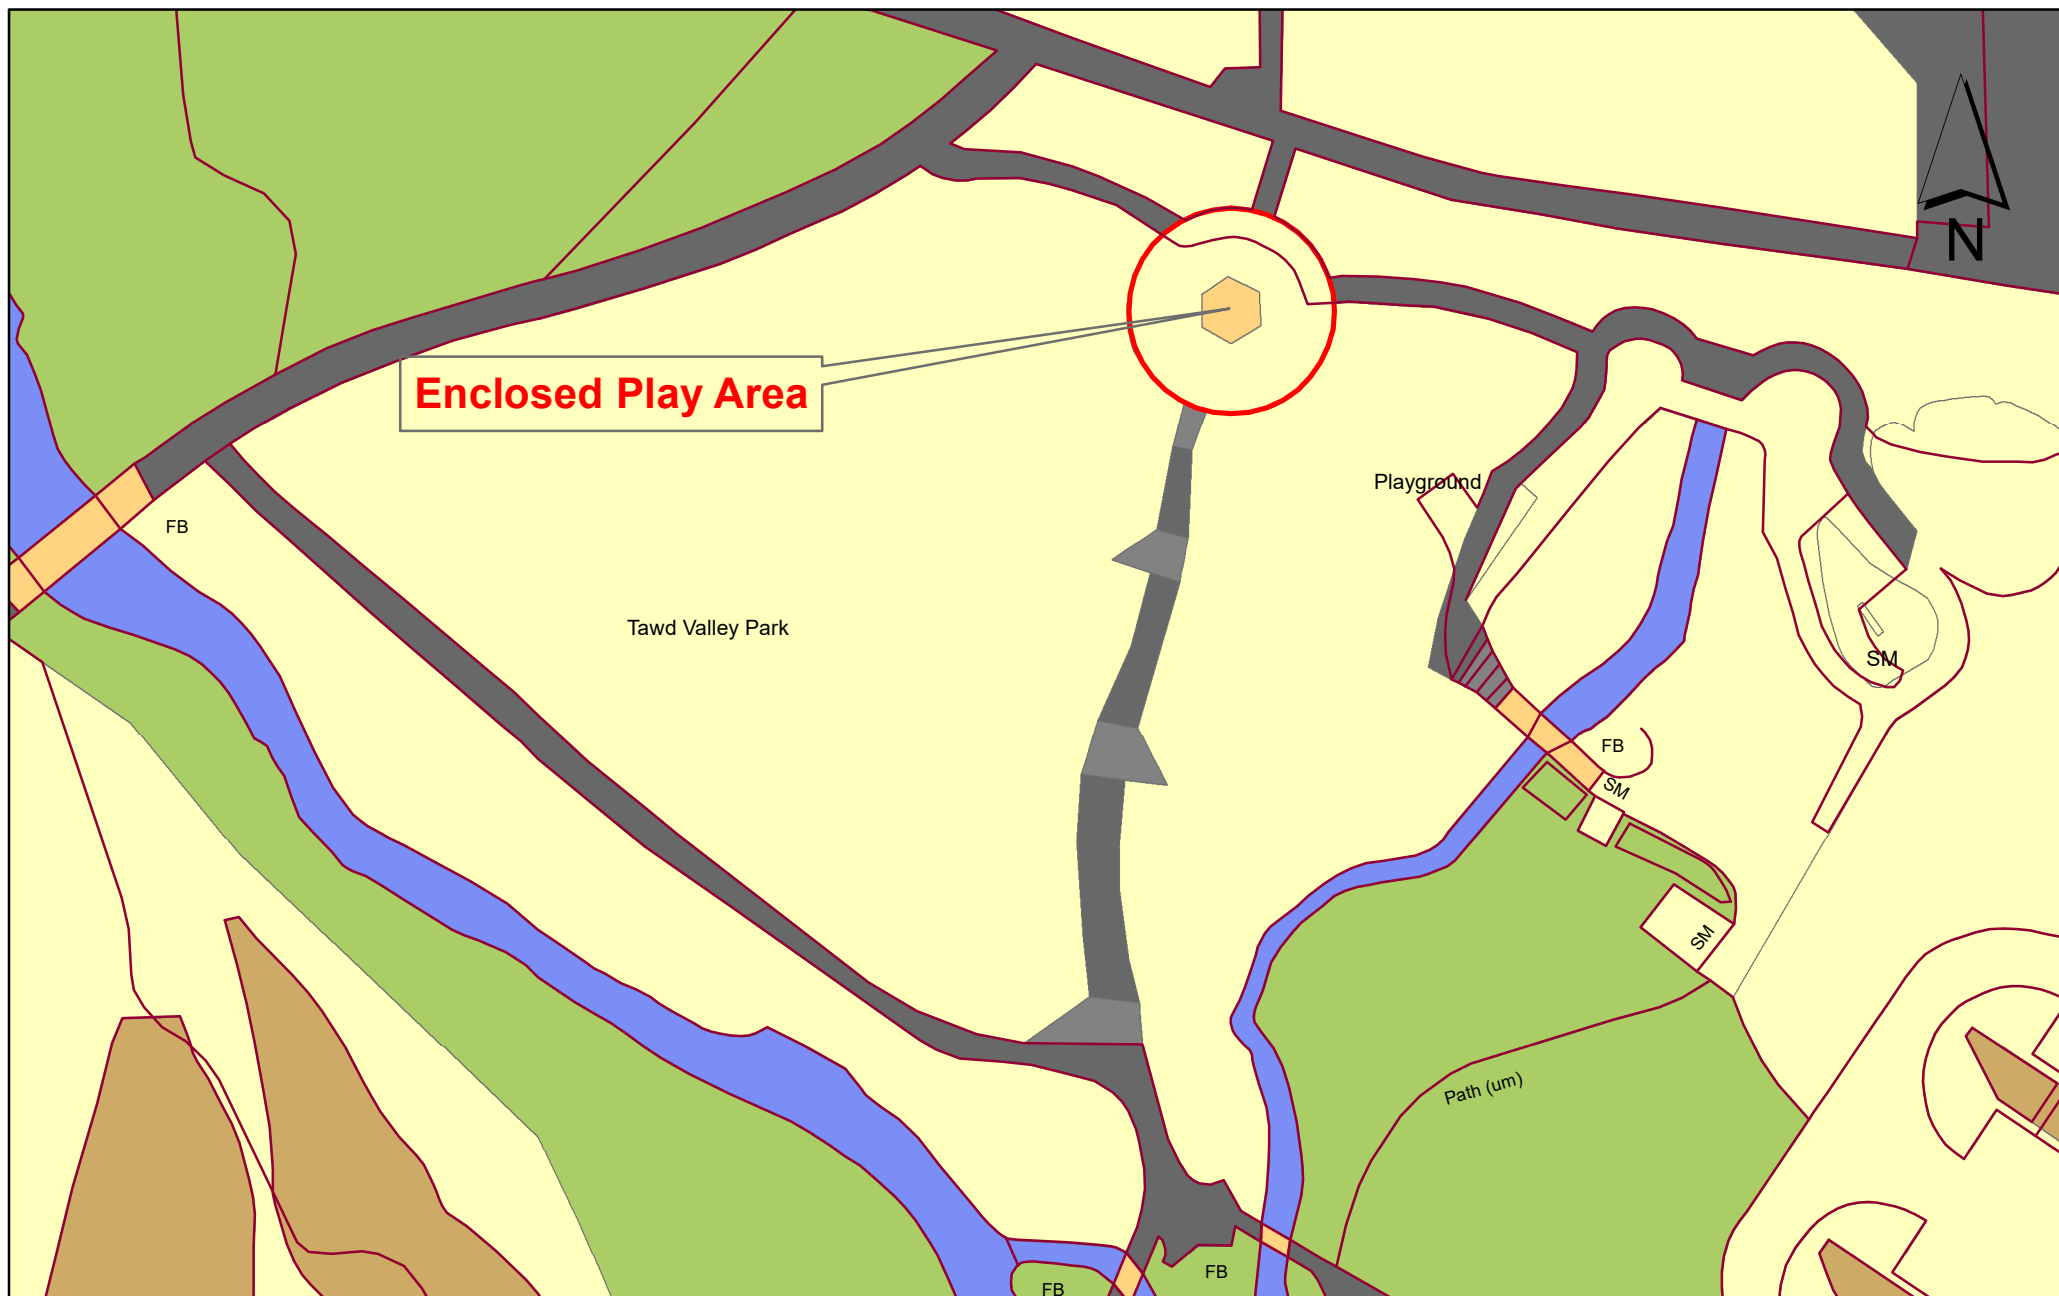 N
Enclosed Play Area
Playground
FB
Tawd Valley Park
SM
FB
SM
SM
Path (um)
FB
FB